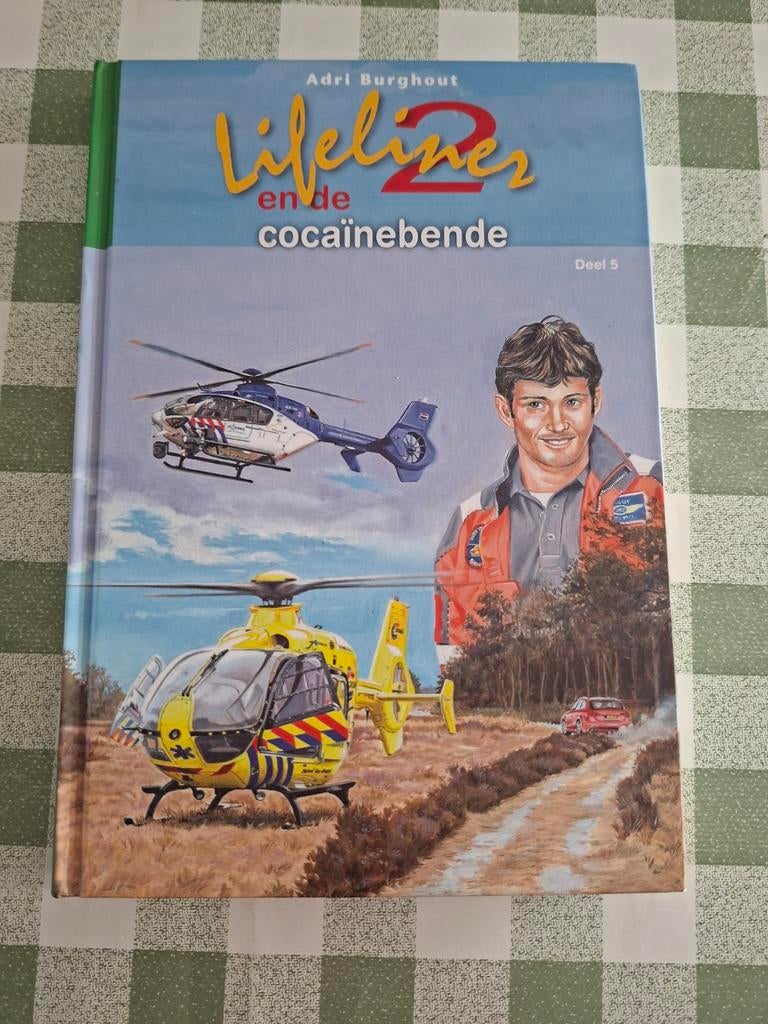 Adri Burghout
Lifeliner 2
en de
cocaïnebende
Deel 5